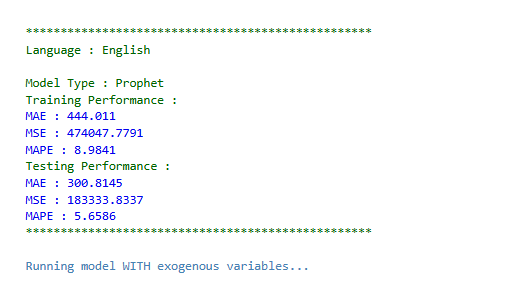 **************************************************
Language : English
Model Type : Prophet
Training Performance :
MAE : 444.011
MSE : 474047.7791
MAPE : 8.9841
Testing Performance :
MAE : 300.8145
MSE : 183333.8337
MAPE : 5.6586
**************************************************
Running model WITH exogenous variables...